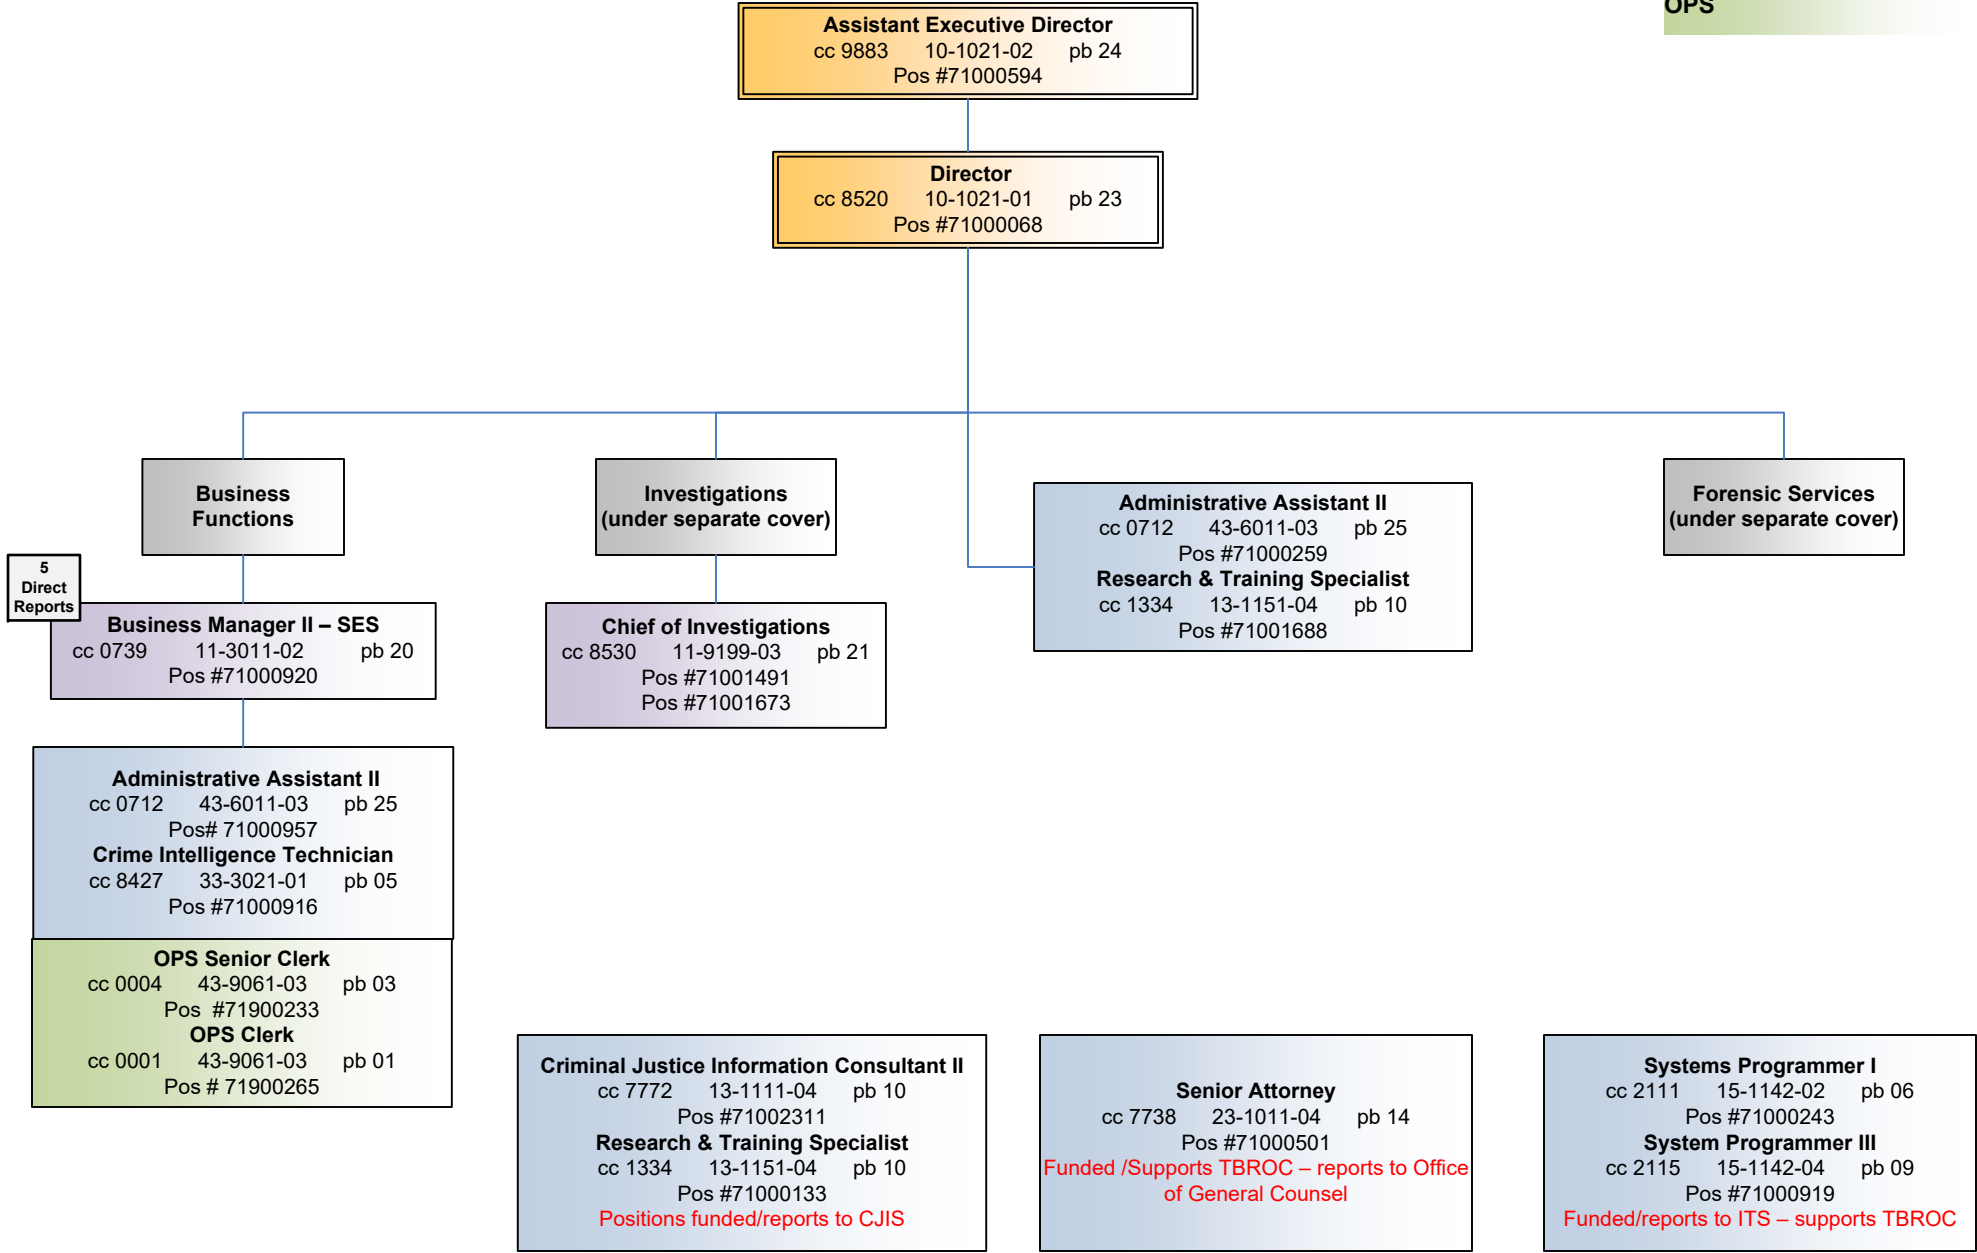 OPS
Assistant Executive Director
cc 9883 10-1021-02 pb 24
Pos #71000594
Director
cc 8520 10-1021-01 pb 23
Pos #71000068
Business
Functions
Investigations
(under separate cover)
Administrative Assistant II
cc 0712 43-6011-03 pb 25
Pos #71000259
Research & Training Specialist
cc 1334 13-1151-04 pb 10
Pos #71001688
Forensic Services
(under separate cover)
5
Direct
Reports
Business Manager II – SES
cc 0739 11-3011-02 pb 20
Pos #71000920
Chief of Investigations
cc 8530 11-9199-03 pb 21
Pos #71001491
Pos #71001673
Administrative Assistant II
cc 0712 43-6011-03 pb 25
Pos# 71000957
Crime Intelligence Technician
cc 8427 33-3021-01 pb 05
Pos #71000916
OPS Senior Clerk
cc 0004 43-9061-03 pb 03
Pos #71900233
OPS Clerk
cc 0001 43-9061-03 pb 01
Pos # 71900265
Criminal Justice Information Consultant II
cc 7772 13-1111-04 pb 10
Pos #71002311
Research & Training Specialist
cc 1334 13-1151-04 pb 10
Pos #71000133
Positions funded/reports to CJIS
Senior Attorney
cc 7738 23-1011-04 pb 14
Pos #71000501
Funded /Supports TBROC – reports to Office
of General Counsel
Systems Programmer I
cc 2111 15-1142-02 pb 06
Pos #71000243
System Programmer III
cc 2115 15-1142-04 pb 09
Pos #71000919
Funded/reports to ITS – supports TBROC